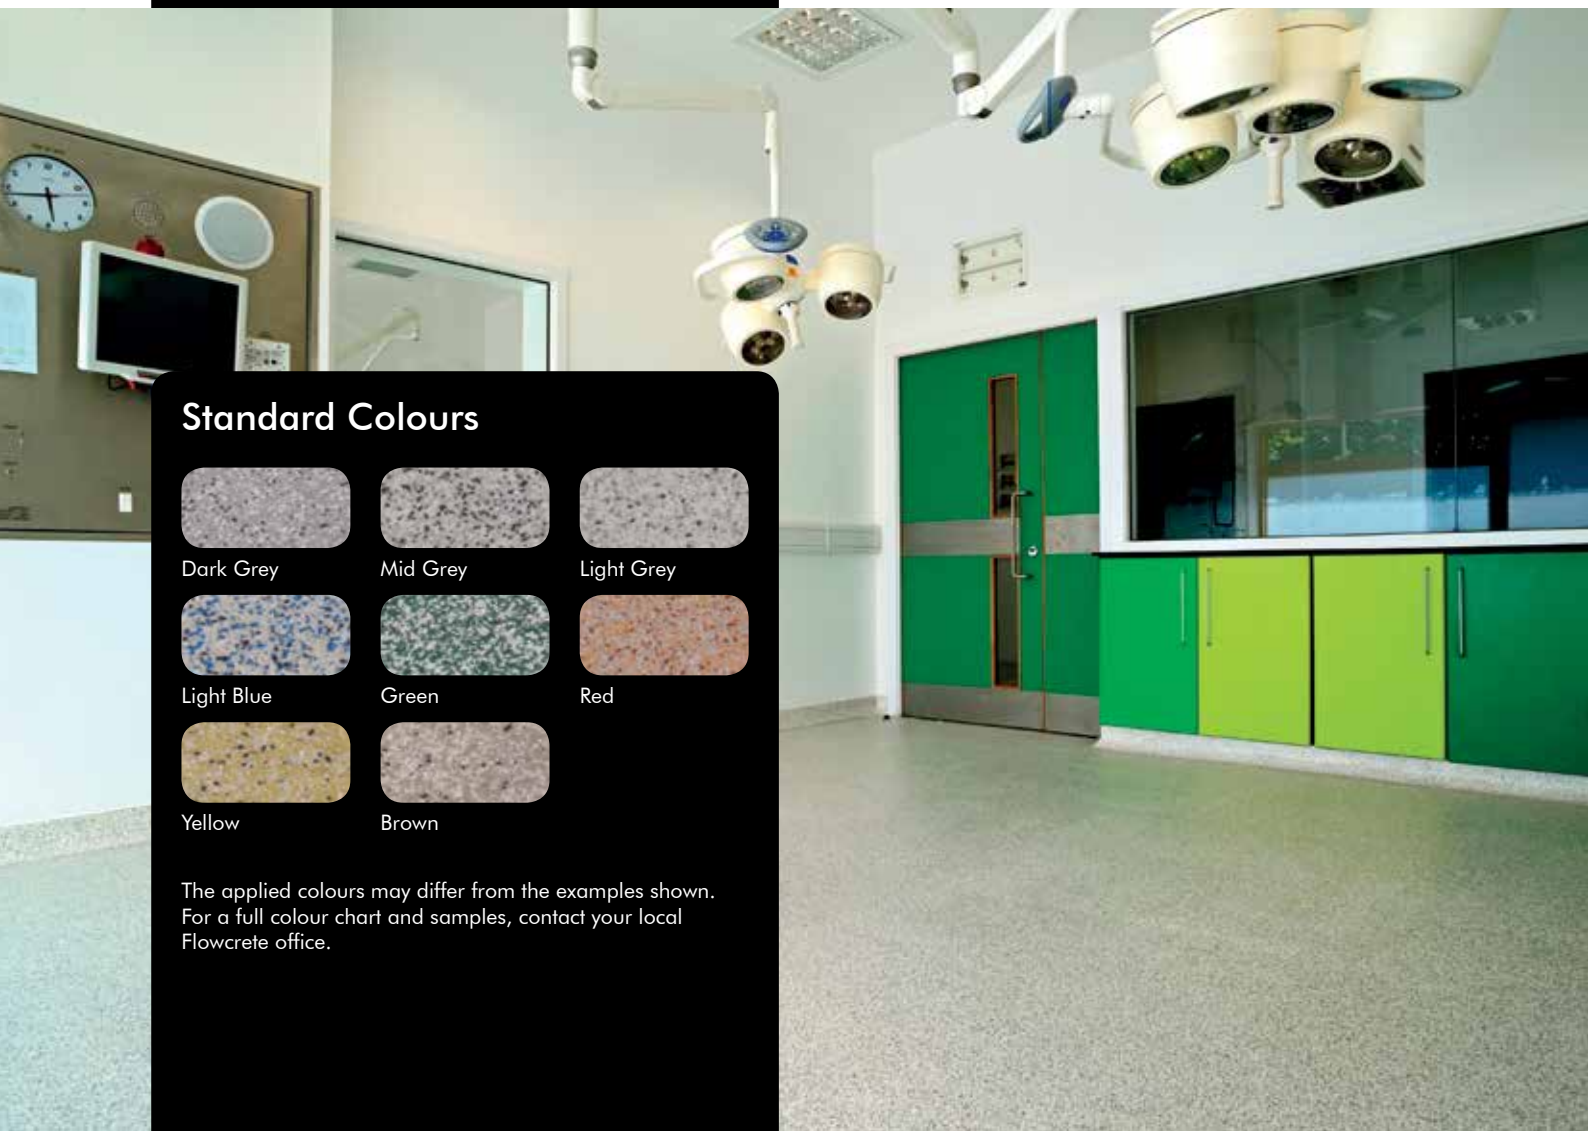 Standard Colours
Dark Grey
Mid Grey
Light Grey
Light Blue
Green
Red
Yellow
Brown
The applied colours may differ from the examples shown.
For a full colour chart and samples, contact your local
Flowcrete office.